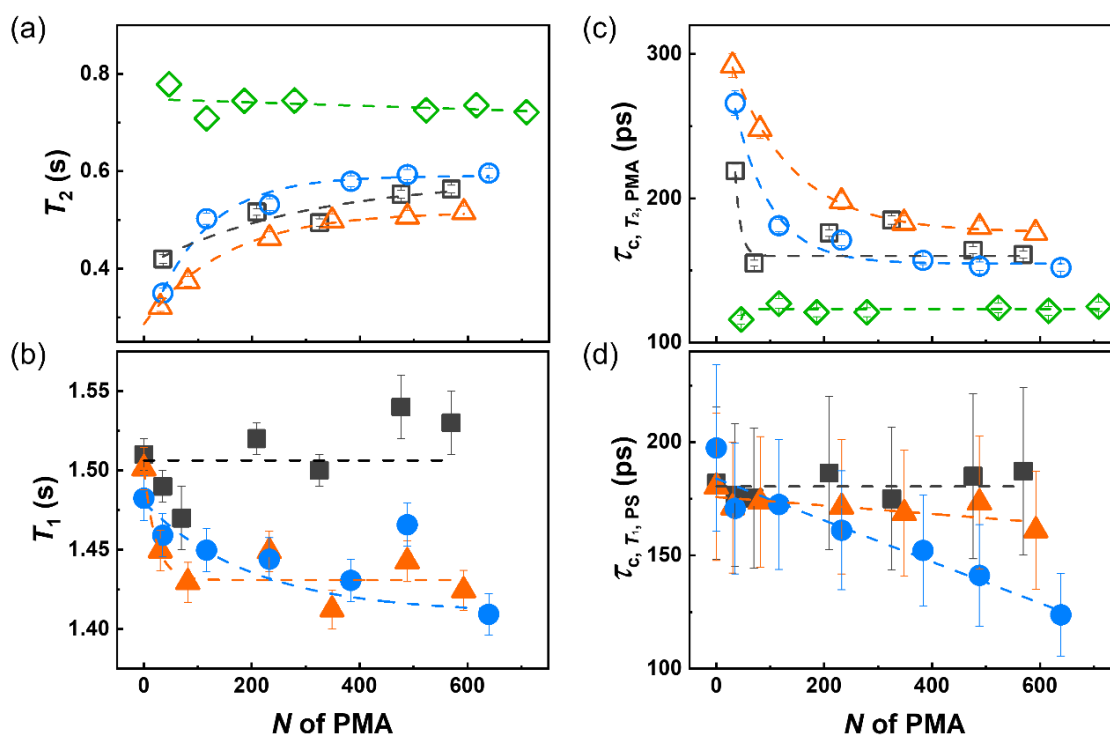 (a)
T₂ (s)
0.8
0.6
0.4
(b)
T₁ (s)
1.55
1.50
1.45
1.40
0
200
400
600
N of PMA
(c)
τc, T₂, PMA (ps)
300
200
100
(d)
τc, T₁, PS (ps)
200
150
100
0
200
400
600
N of PMA